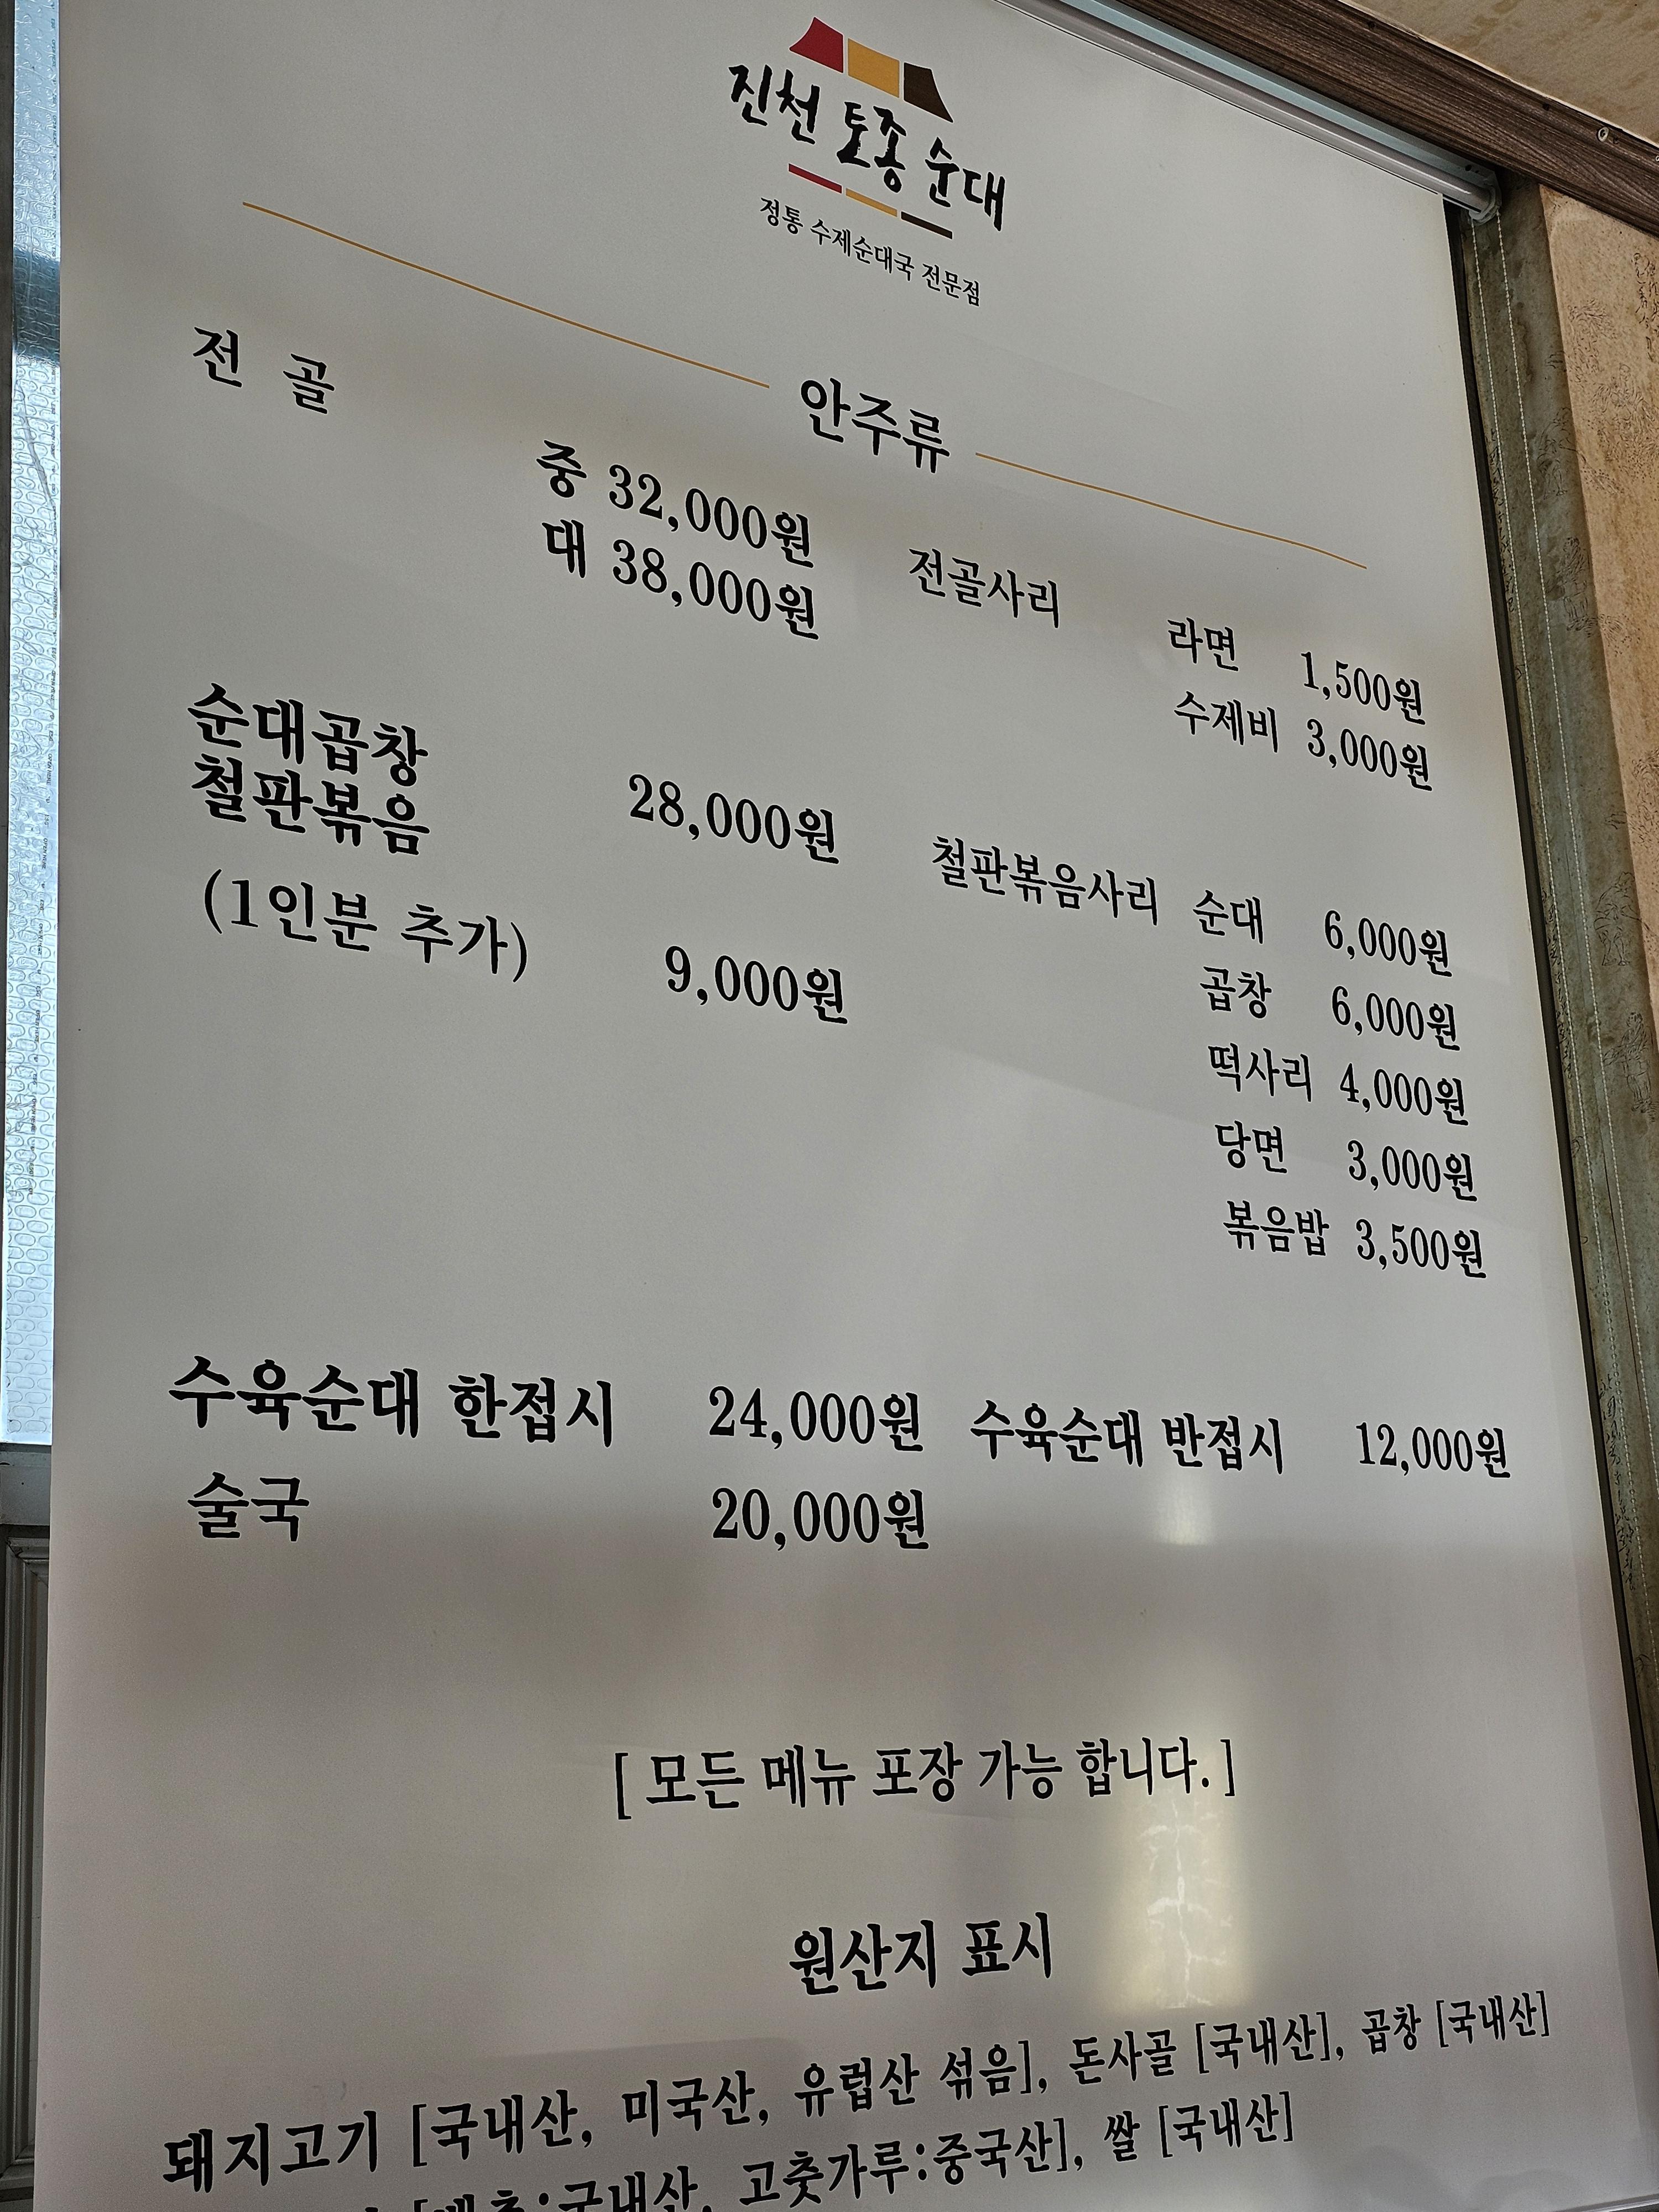 진천 토종 순대
정통 수제순대국 전문점
안주류
전 골
중 32,000원
대 38,000원
전골사리
라면 1,500원
수제비 3,000원
순대곱창
철판볶음 28,000원
(1인분 추가) 9,000원
철판볶음사리 순대 6,000원
곱창 6,000원
떡사리 4,000원
당면 3,000원
볶음밥 3,500원
수육순대 한접시 24,000원 수육순대 반접시 12,000원
술국 20,000원
[ 모든 메뉴 포장 가능 합니다. ]
원산지 표시
돼지고기 [국내산, 미국산, 유럽산 섞음], 돈사골 [국내산], 곱창 [국내산]
[배추:국내산, 고춧가루:중국산], 쌀 [국내산]